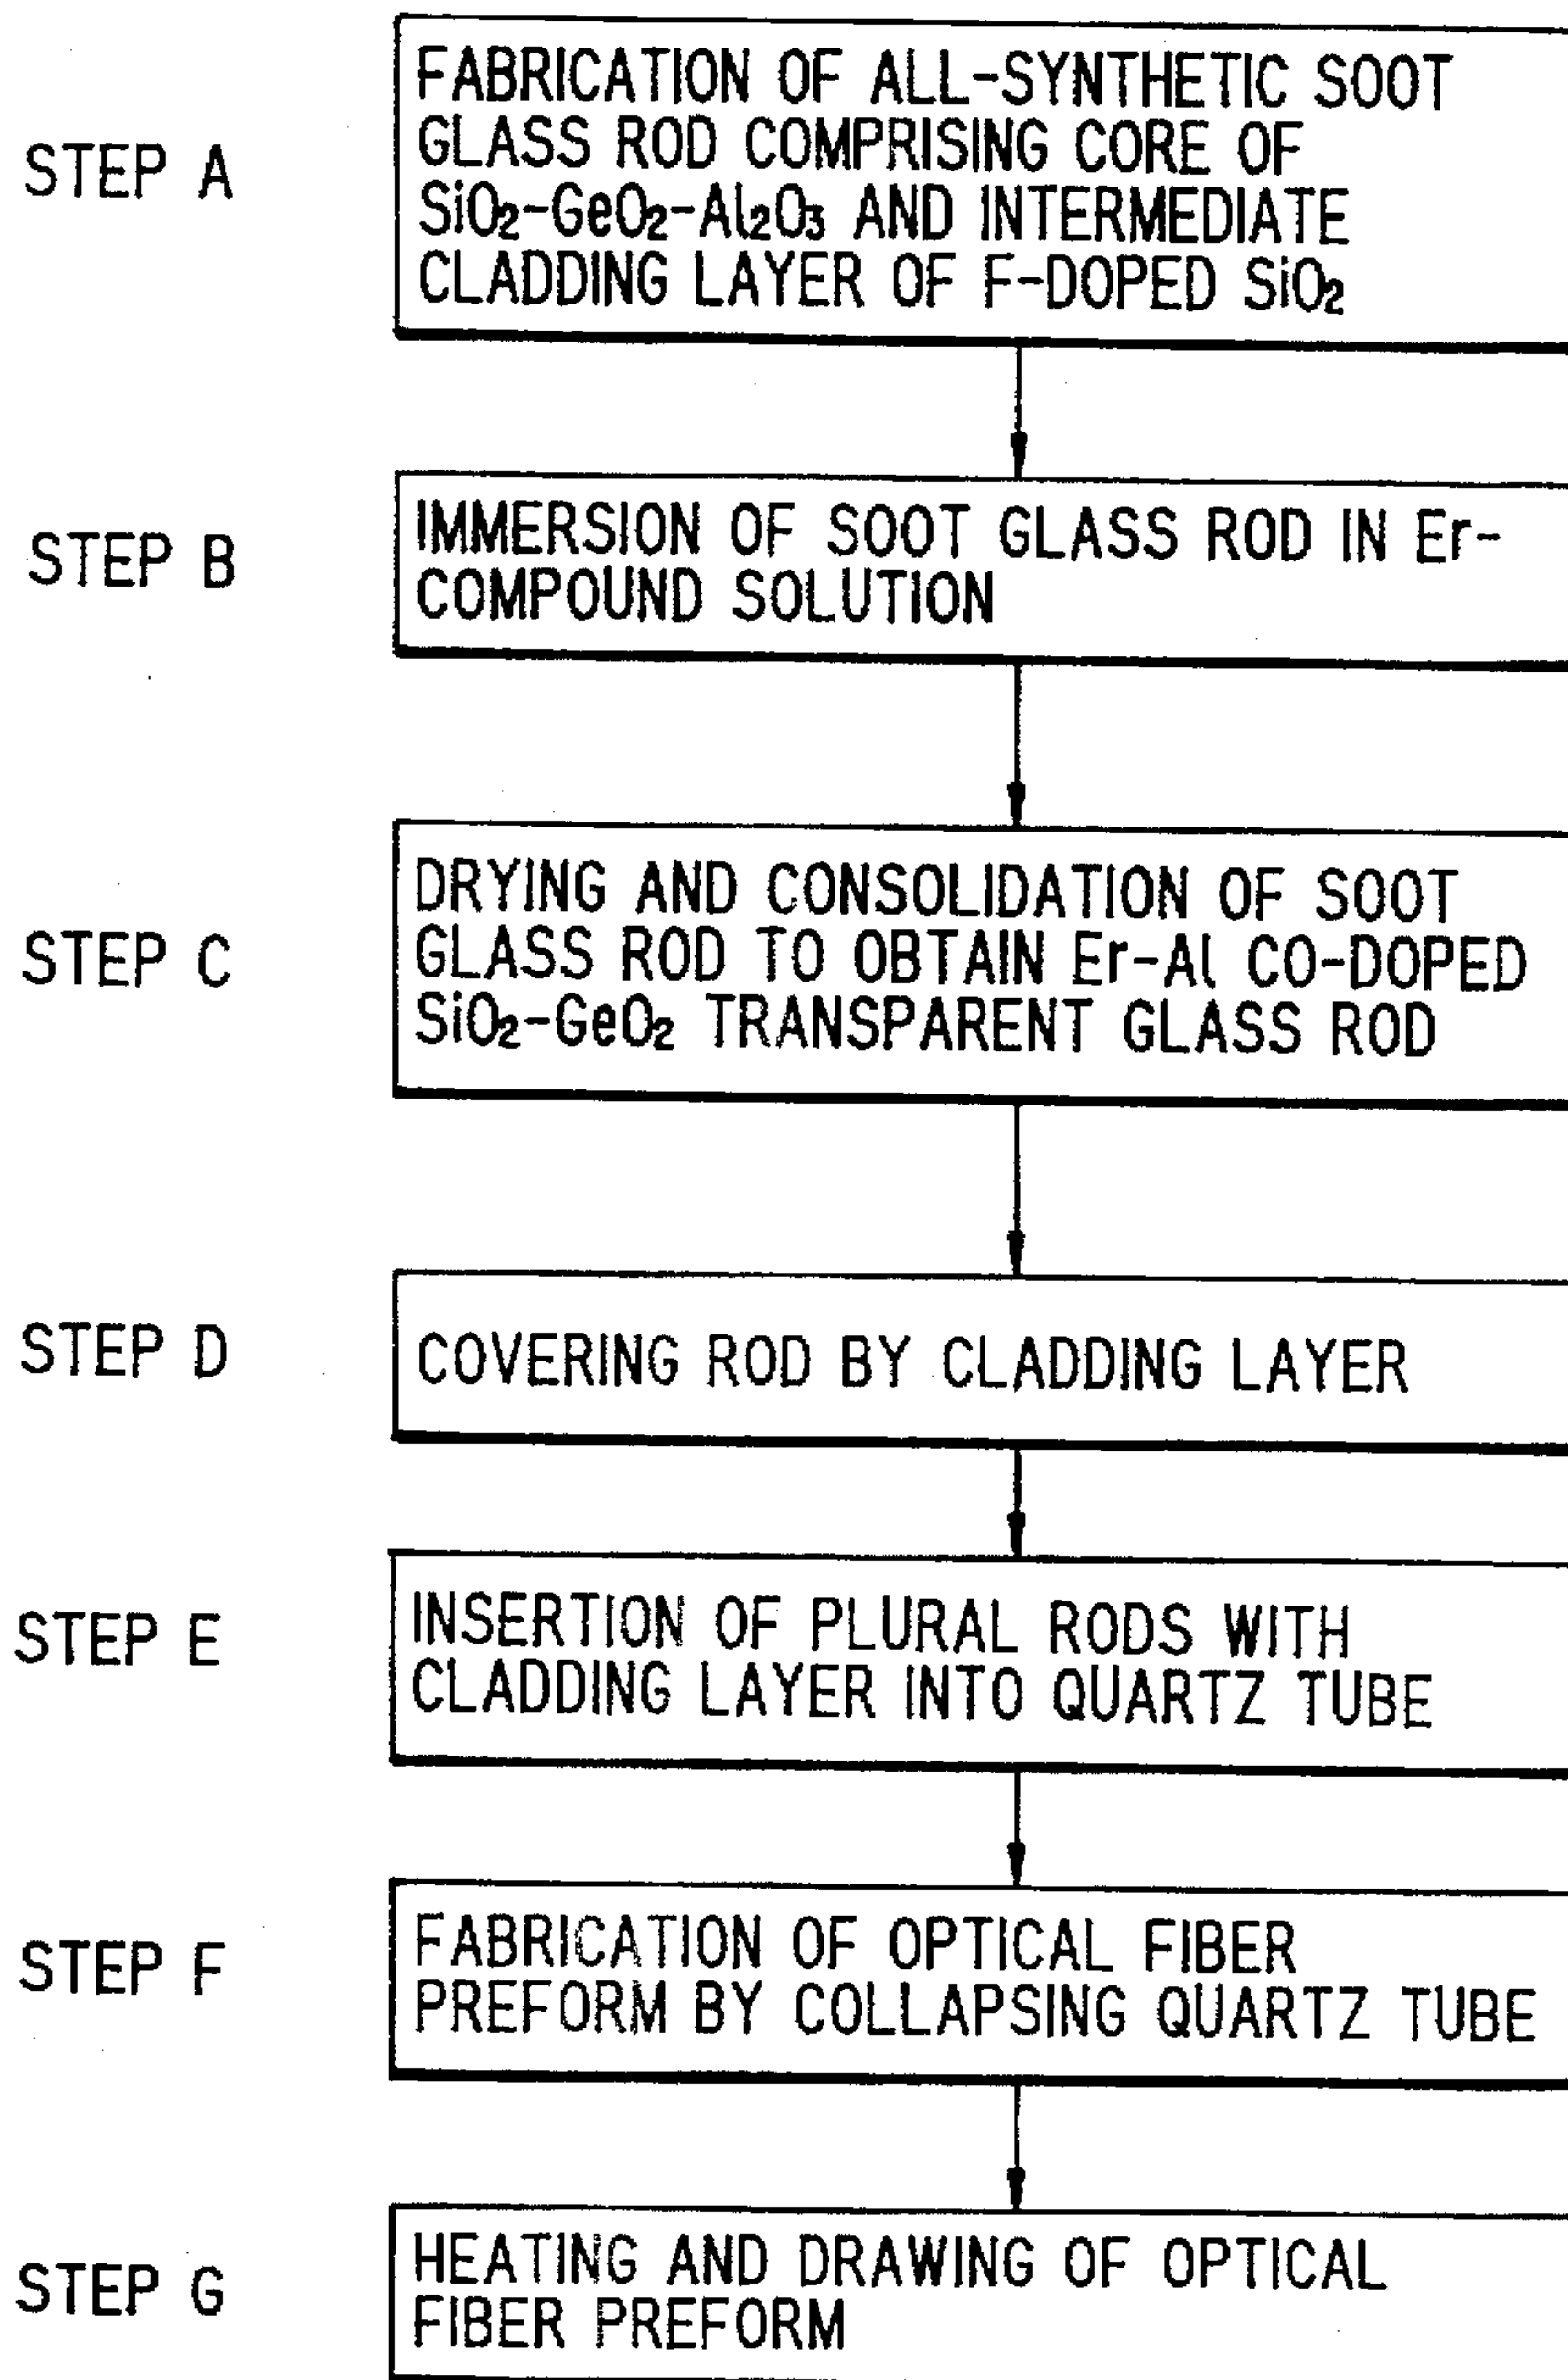 STEP A
FABRICATION OF ALL-SYNTHETIC SOOT
GLASS ROD COMPRISING CORE OF
SiO₂-GeO₂-Al₂O₃ AND INTERMEDIATE
CLADDING LAYER OF F-DOPED SiO₂
STEP B
IMMERSION OF SOOT GLASS ROD IN Er-
COMPOUND SOLUTION
STEP C
DRYING AND CONSOLIDATION OF SOOT
GLASS ROD TO OBTAIN Er-Al CO-DOPED
SiO₂-GeO₂ TRANSPARENT GLASS ROD
STEP D
COVERING ROD BY CLADDING LAYER
STEP E
INSERTION OF PLURAL RODS WITH
CLADDING LAYER INTO QUARTZ TUBE
STEP F
FABRICATION OF OPTICAL FIBER
PREFORM BY COLLAPSING QUARTZ TUBE
STEP G
HEATING AND DRAWING OF OPTICAL
FIBER PREFORM